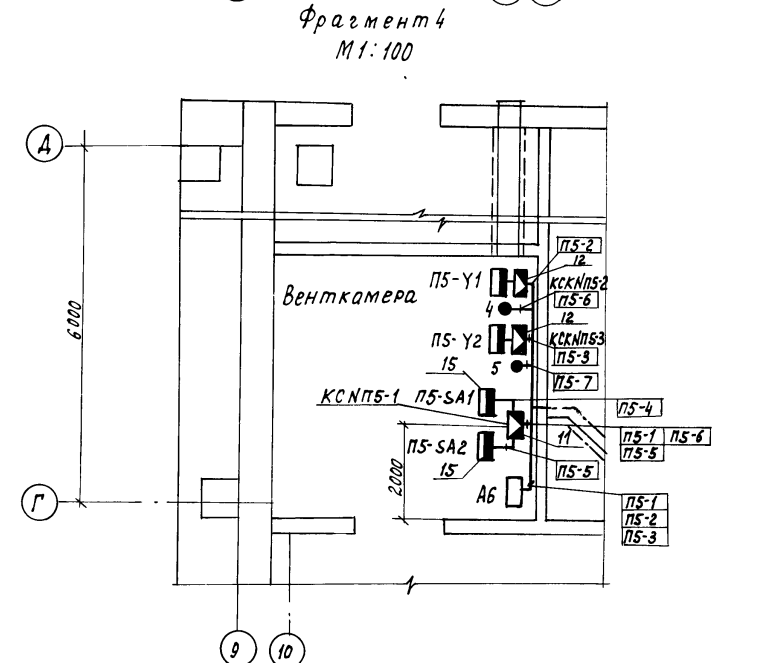 Фрагмент 4
М 1:100
Д
6000
Венткамера
П5-У1
П5-2
12
КСКNП5-2
4
П5-6
12
П5-У2
КСКNП5-3
П5-3
5
П5-7
15
КСNП5-1
П5-SA1
П5-4
11
П5-1
П5-6
П5-5
П5-SA2
15
П5-5
2000
А6
Г
П5-1
П5-2
П5-3
9
10